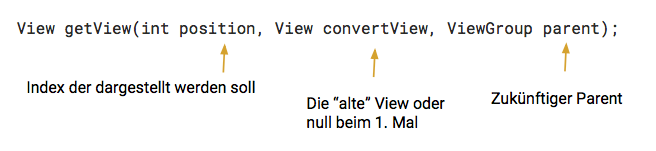 View getView(int position, View convertView, ViewGroup parent);
Index der dargestellt werden soll
Die “alte” View oder
null beim 1. Mal
Zukünftiger Parent